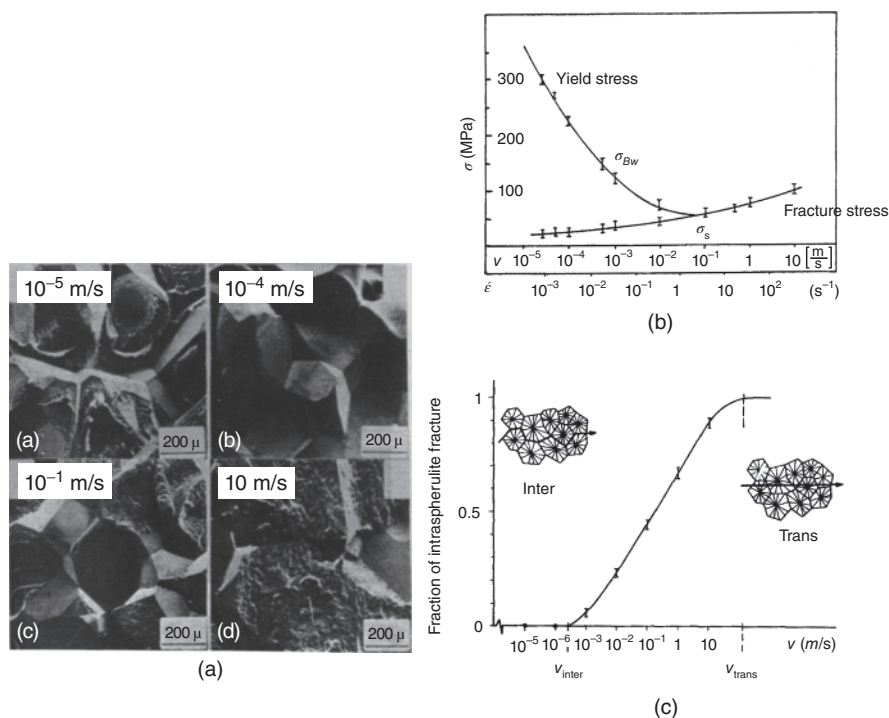 10⁻⁵ m/s
(a)
200 µ
10⁻⁴ m/s
(b)
200 µ
10⁻¹ m/s
(c)
200 µ
10 m/s
(d)
200 µ
(a)
σ (MPa)
300
200
100
Yield stress
σBw
σs
Fracture stress
v 10⁻⁵ 10⁻⁴ 10⁻³ 10⁻² 10⁻¹ 1 10 [m/s]
ε̇ 10⁻³ 10⁻² 10⁻¹ 1 10 10² (s⁻¹)
(b)
Fraction of intraspherulite fracture
1
0.5
0
Inter
Trans
10⁻⁵ 10⁻⁶ 10⁻³ 10⁻² 10⁻¹ 1 10 v (m/s)
vinter
vtrans
(c)